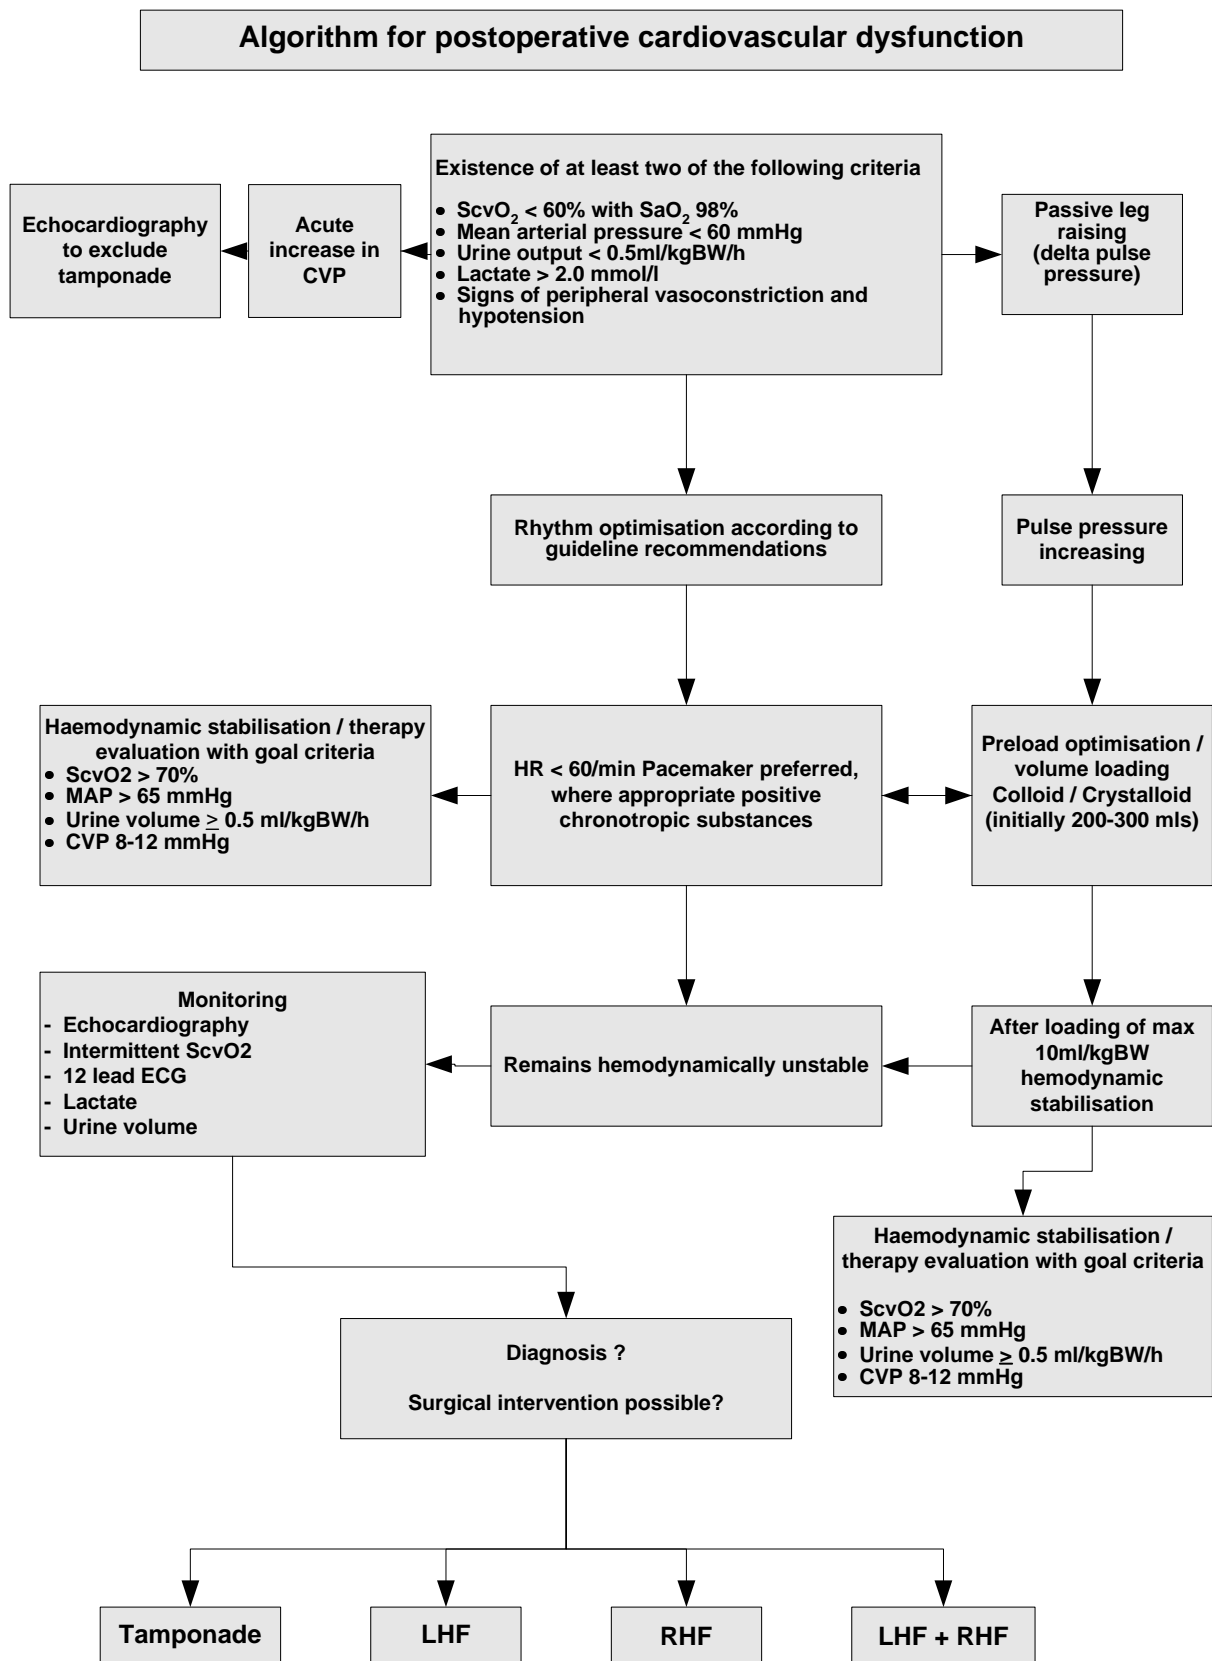 Algorithm for postoperative cardiovascular dysfunction
Echocardiography
to exclude
tamponade
Acute
increase in
CVP
Existence of at least two of the following criteria
• ScvO2 < 60% with SaO2 98%
• Mean arterial pressure < 60 mmHg
• Urine output < 0.5ml/kgBW/h
• Lactate > 2.0 mmol/l
• Signs of peripheral vasoconstriction and
hypotension
Passive leg
raising
(delta pulse
pressure)
Rhythm optimisation according to
guideline recommendations
Pulse pressure
increasing
Haemodynamic stabilisation / therapy
evaluation with goal criteria
• ScvO2 > 70%
• MAP > 65 mmHg
• Urine volume ≥ 0.5 ml/kgBW/h
• CVP 8-12 mmHg
HR < 60/min Pacemaker preferred,
where appropriate positive
chronotropic substances
Preload optimisation /
volume loading
Colloid / Crystalloid
(initially 200-300 mls)
Monitoring
- Echocardiography
- Intermittent ScvO2
- 12 lead ECG
- Lactate
- Urine volume
Remains hemodynamically unstable
After loading of max
10ml/kgBW
hemodynamic
stabilisation
Haemodynamic stabilisation /
therapy evaluation with goal criteria
• ScvO2 > 70%
• MAP > 65 mmHg
• Urine volume ≥ 0.5 ml/kgBW/h
• CVP 8-12 mmHg
Diagnosis ?
Surgical intervention possible?
Tamponade
LHF
RHF
LHF + RHF